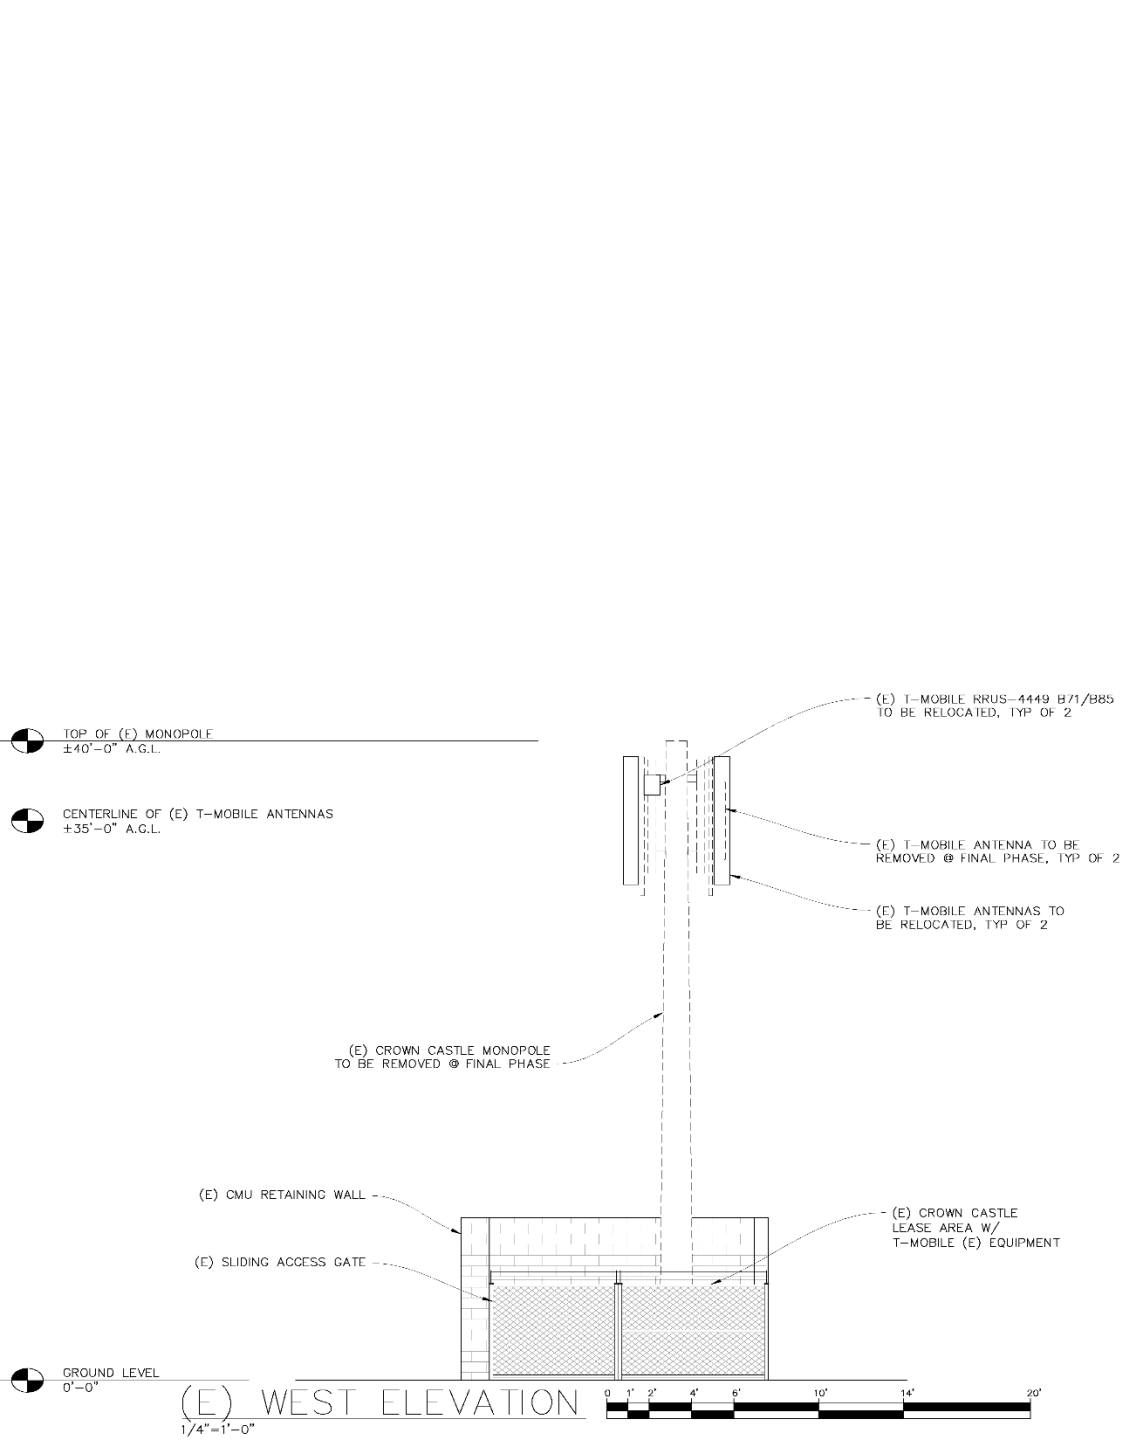 (E) T-MOBILE RRUS-4449 B71/B85
TO BE RELOCATED, TYP OF 2
TOP OF (E) MONOPOLE
±40'-0" A.G.L.
CENTERLINE OF (E) T-MOBILE ANTENNAS
±35'-0" A.G.L.
(E) T-MOBILE ANTENNA TO BE
REMOVED @ FINAL PHASE, TYP OF 2
(E) T-MOBILE ANTENNAS TO
BE RELOCATED, TYP OF 2
(E) CROWN CASTLE MONOPOLE
TO BE REMOVED @ FINAL PHASE
(E) CMU RETAINING WALL
(E) CROWN CASTLE
LEASE AREA W/
T-MOBILE (E) EQUIPMENT
(E) SLIDING ACCESS GATE
GROUND LEVEL
0'-0"
(E) WEST ELEVATION
1/4"=1'-0"
0 1' 2' 4' 6' 10' 14' 20'